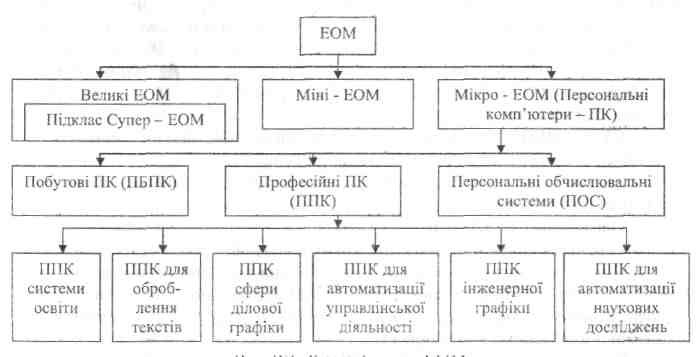 ЕОМ
Великі ЕОМ
Підклас Супер – ЕОМ
Міні - ЕОМ
Мікро - ЕОМ (Персональні
комп’ютери – ПК)
Побутові ПК (ПБПК)
Професійні ПК
(ППК)
Персональні обчислювальні
системи (ПОС)
ППК
системи
освіти
ППК для
оброб-
лення
текстів
ППК
сфери
ділової
графіки
ППК для
автоматизації
управлінської
діяльності
ППК
інженерної
графіки
ППК для
автоматизації
наукових
досліджень